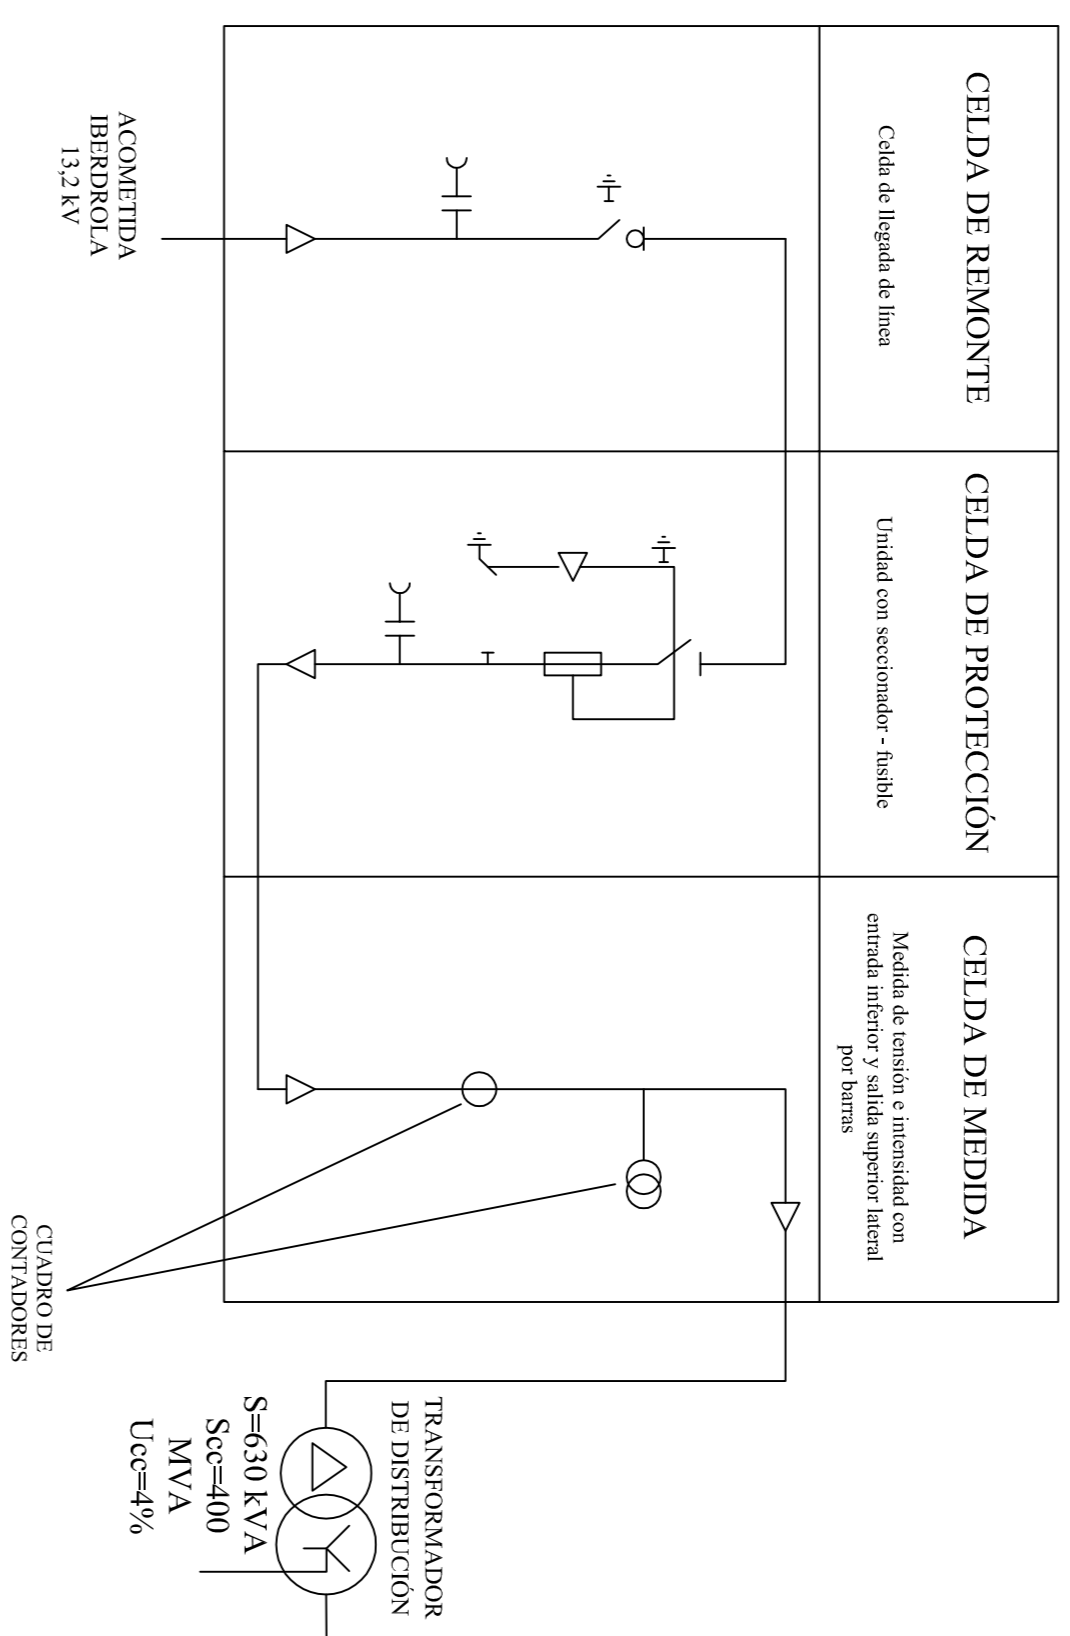 CELDA DE REMONTE
Celda de llegada de línea
CELDA DE PROTECCIÓN
Unidad con seccionador - fusible
CELDA DE MEDIDA
Medida de tensión e intensidad con
entrada inferior y salida superior lateral
por barras
ACOMETIDA
IBERDROLA
13,2 kV
CUADRO DE
CONTADORES
TRANSFORMADOR
DE DISTRIBUCIÓN
S=630 kVA
Scc=400
MVA
Ucc=4%